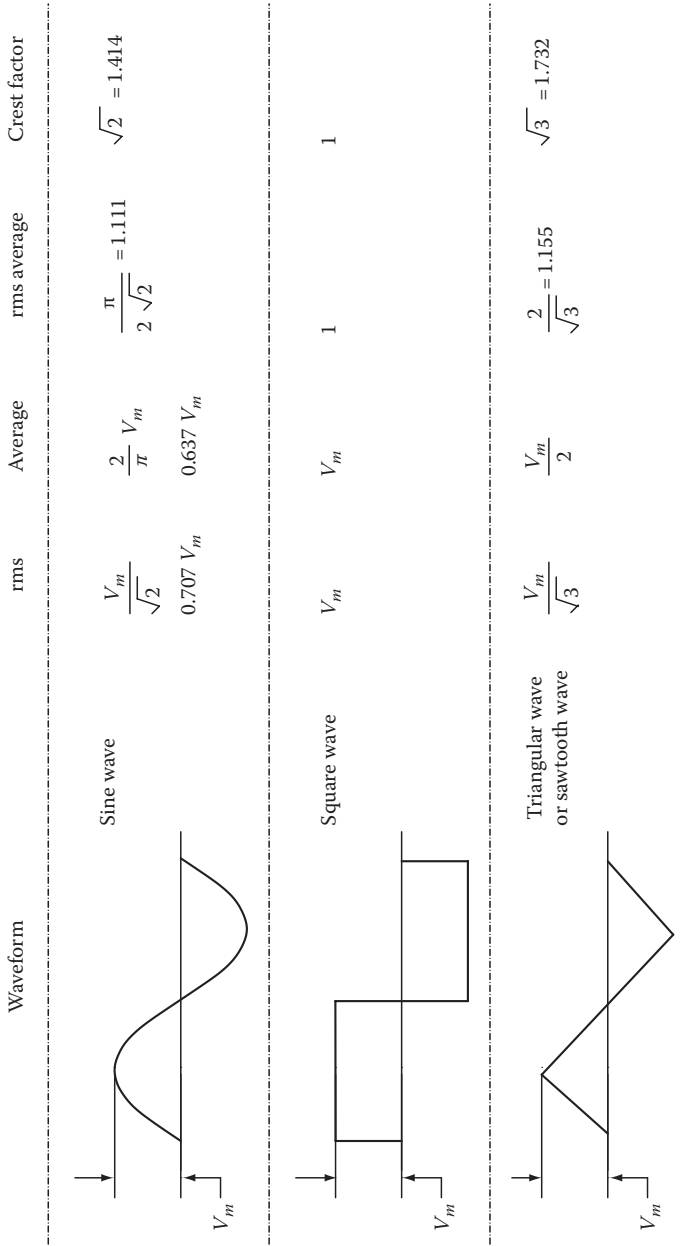 Waveform rms Average rms average Crest factor
V_m Sine wave V_m/√2 2/π V_m π/2√2 = 1.111 √2 = 1.414
0.707 V_m 0.637 V_m
V_m Square wave V_m V_m 1 1
V_m Triangular wave V_m/√3 V_m/2 2/√3 = 1.155 √3 = 1.732
or sawtooth wave